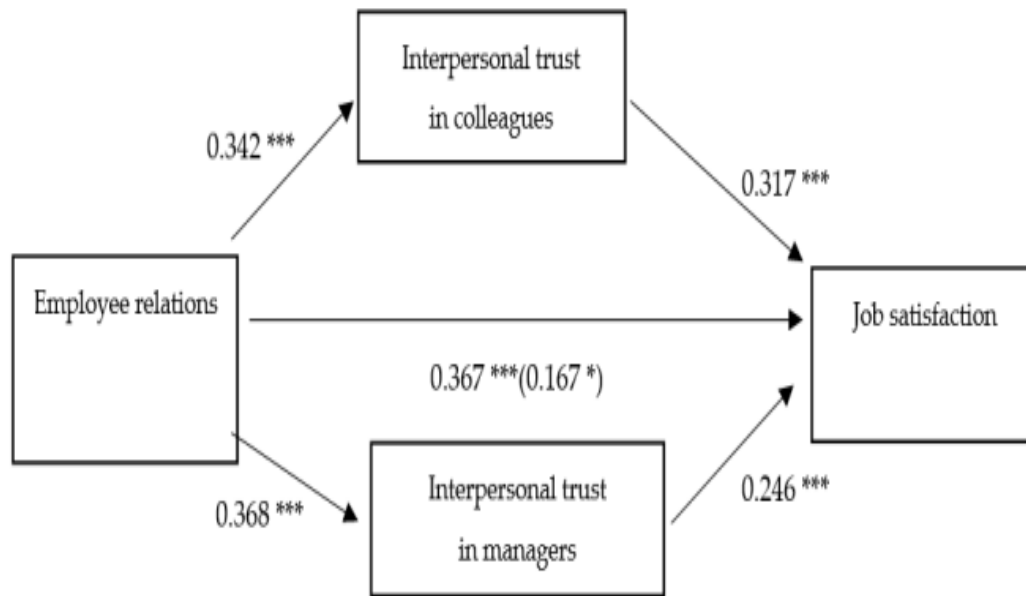 Interpersonal trust
in colleagues
0.342 ***
0.317 ***
Employee relations
Job satisfaction
0.367 ***(0.167 *)
Interpersonal trust
in managers
0.368 ***
0.246 ***